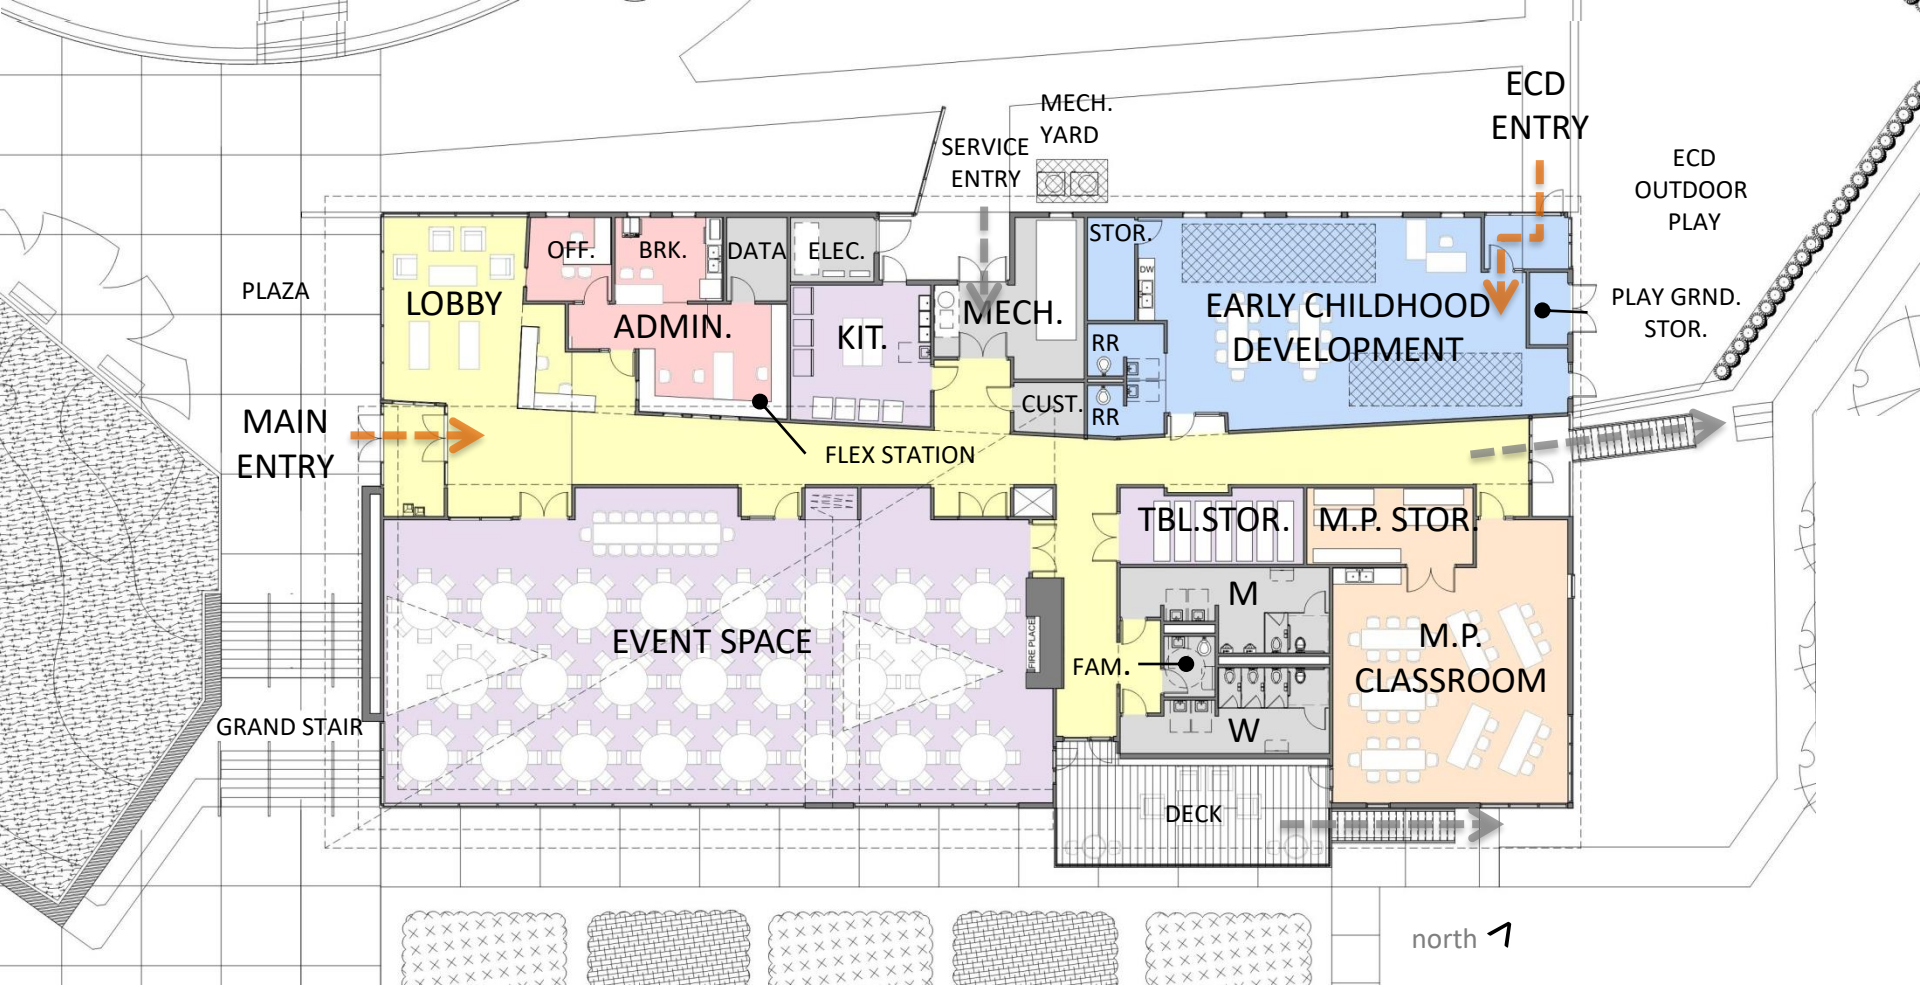 ECD
ENTRY
MECH.
YARD
SERVICE
ENTRY
ECD
OUTDOOR
PLAY
STOR.
OFF.
BRK.
DATA
ELEC.
DW
PLAZA
LOBBY
ADMIN.
KIT.
MECH.
EARLY CHILDHOOD
DEVELOPMENT
PLAY GRND.
STOR.
RR
CUST.
RR
MAIN
ENTRY
FLEX STATION
TBL.STOR.
M.P. STOR.
M
EVENT SPACE
FIRE PLACE
FAM.
M.P.
CLASSROOM
GRAND STAIR
W
DECK
north